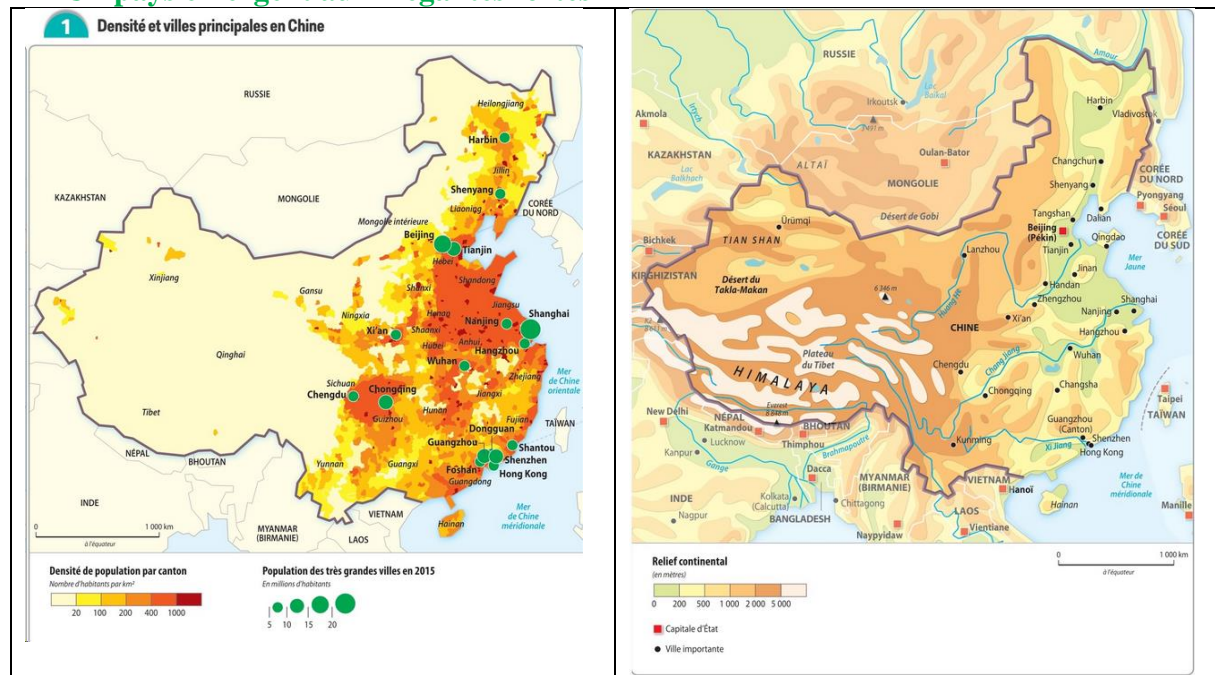 1 Densité et villes principales en Chine
RUSSIE
Heilongjiang
Harbin
Jilin
KAZAKHSTAN
MONGOLIE
Shenyang
Liaonigg
CORÉE
DU NORD
Mongolie intérieure
Beijing
Tianjin
Hebei
Xinjiang
Gansu
Shanxi
Shandong
Ningxia
Jiangsu
Shanghai
Xi'an
Shaanxi
Nanjing
Qinghai
Hubei
Anhui
Hangzhou
Wuhan
Zhejiang
Mer
de Chine
orientale
Sichuan
Chongqing
Chengdu
Jiangxi
Tibet
Guizhou
Hunan
Fujian
Dongguan
TAÏWAN
NÉPAL
BHOUTAN
Guangzhou
Shantou
Yunnan
Guangxi
Shenzhen
Foshan
Hong Kong
Guangdong
INDE
VIETNAM
Mer
de Chine
méridionale
MYANMAR
(BIRMANIE)
LAOS
Hainan
0 1 000 km
à l'équateur
Densité de population par canton
Nombre d'habitants par km²
20 100 200 400 1000
Population des très grandes villes en 2015
En millions d'habitants
5 10 15 20
RUSSIE
Amour
Lac
Baïkal
Irtych
Irkoutsk
Harbin
Vladivostok
Akmola
3 491 m
Oulan-Bator
KAZAKHSTAN
ALTAÏ
Changchun
CORÉE
DU NORD
Lac
Balkhach
MONGOLIE
Shenyang
Pyongyang
Désert de Gobi
Tangshan
Dalian
Séoul
Ürümqi
Beijing
(Pékin)
Qingdao
CORÉE
DU SUD
Bichkek
TIAN SHAN
Lanzhou
Tianjin
Mer
Jaune
KIRGHIZISTAN
Désert du
Takla-Makan
Jinan
Handan
6 346 m
Zhengzhou
Shanghai
Huang He
CHINE
Xi'an
Nanjing
Hangzhou
Plateau
du Tibet
Chengdu
Chang Jiang
Wuhan
HIMALAYA
Chongqing
Changsha
New Delhi
Everest
8 848 m
Taipei
NÉPAL
Katmandou
BHOUTAN
Guangzhou
(Canton)
TAÏWAN
Lucknow
Thimphou
Brahmapoutre
Kunming
Xi Jiang
Shenzhen
Hong Kong
Kanpur
Gange
Dacca
MYANMAR
(BIRMANIE)
VIETNAM
Hanoï
Mer de
Chine
méridionale
INDE
Kolkata
(Calcutta)
Chittagong
Hainan
Manille
Nagpur
BANGLADESH
LAOS
Naypyidaw
Vientiane
Relief continental
(en mètres)
0 200 500 1 000 2 000 5 000
0 1 000 km
à l'équateur
Capitale d'État
Ville importante